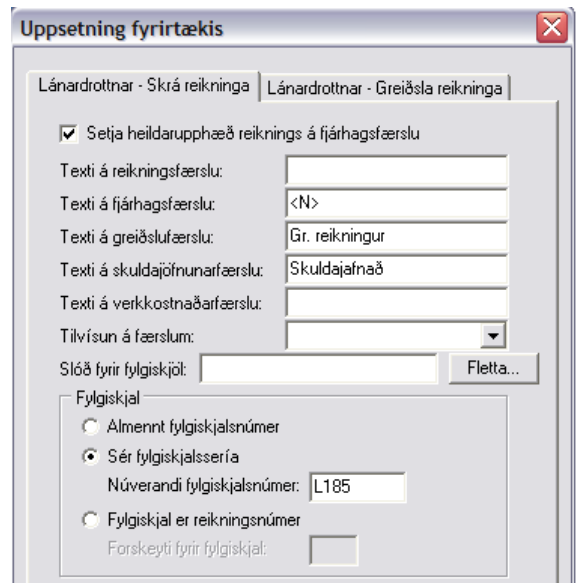 Uppsetning fyrirtækis
Lánardrottnar - Skrá reikninga
Lánardrottnar - Greiðsla reikninga
Setja heildarupphæð reiknings á fjárhagsfærslu
Texti á reikningsfærslu:
Texti á fjárhagsfærslu: <N>
Texti á greiðslufærslu: Gr. reikningur
Texti á skuldajöfnunarfærslu: Skuldajafnað
Texti á verkkostnaðarfærslu:
Tilvísun á færslum:
Slóð fyrir fylgiskjöl: Fletta...
Fylgiskjal
Almennt fylgiskjalsnúmer
Sér fylgiskjalssería
Núverandi fylgiskjalsnúmer: L185
Fylgiskjal er reikningsnúmer
Forskeyti fyrir fylgiskjal: